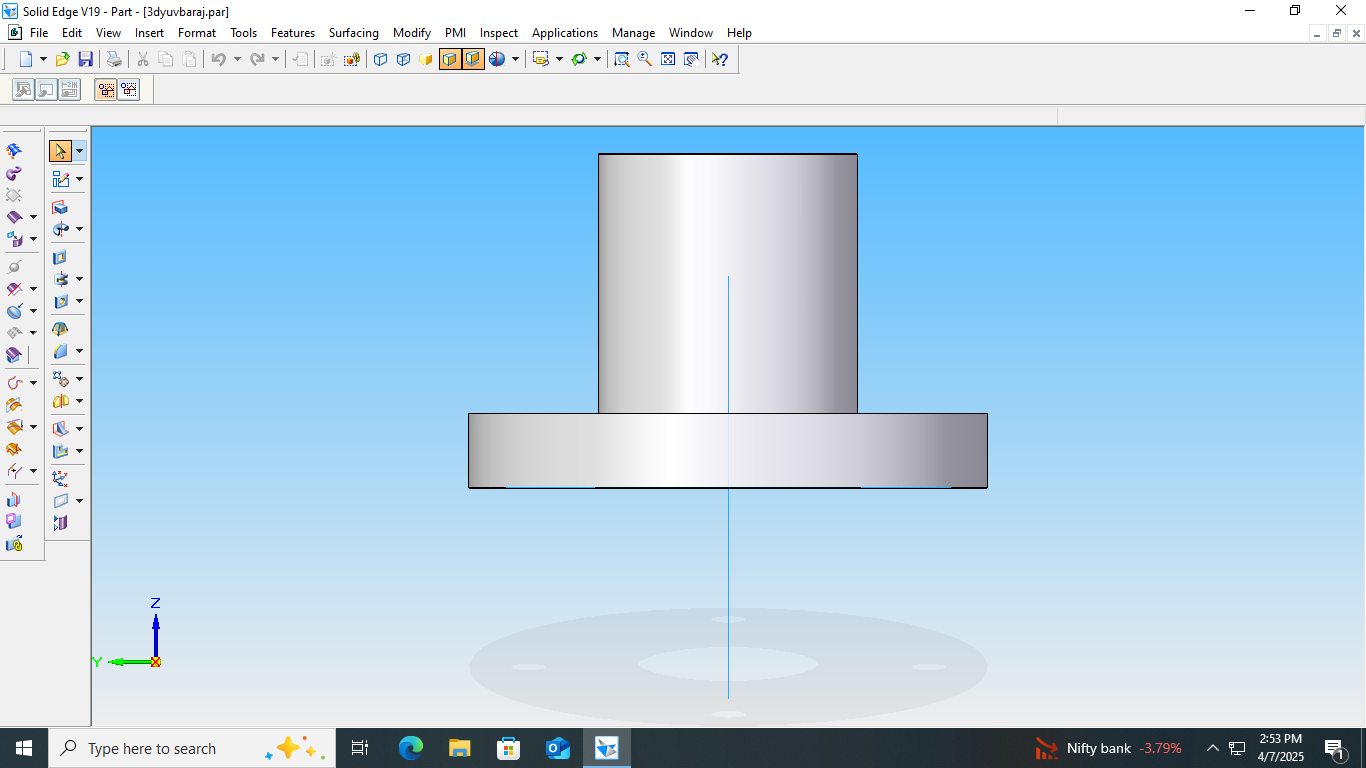 Solid Edge V19 - Part - [3dyuvbaraj.par]
File Edit View Insert Format Tools Features Surfacing Modify PMI Inspect Applications Manage Window Help
Z
Y
Type here to search
Nifty bank -3.79%
2:53 PM
4/7/2025
1